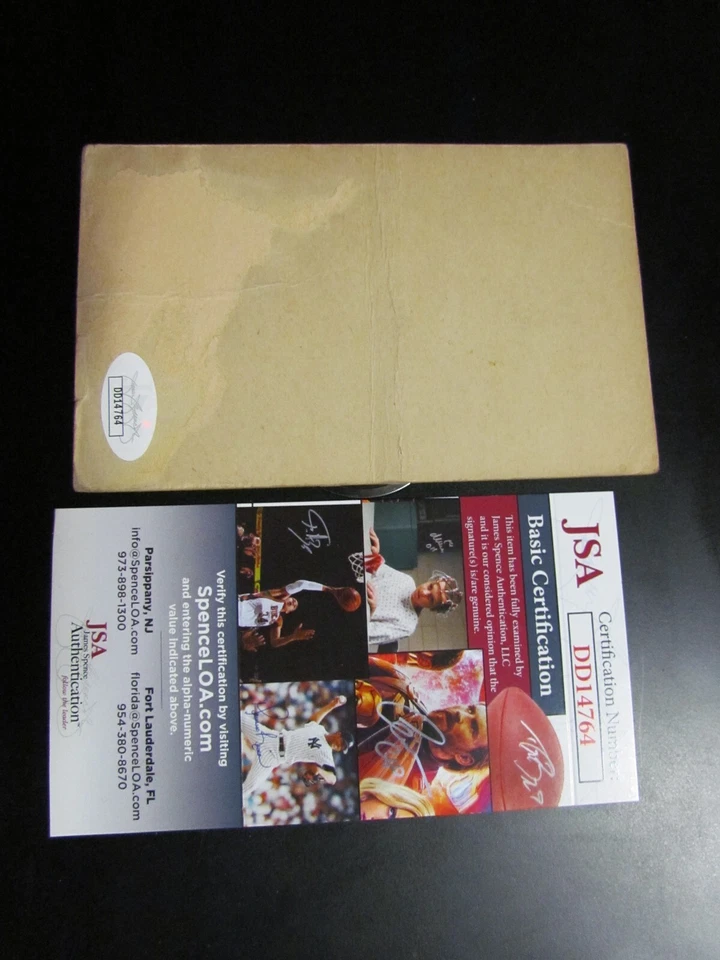 DD14764
JSA
Certification Number
DD14764
Basic Certification
This item has been fully examined by
James Spence Authentication, LLC
and it is our considered opinion that the
signature(s) is/are genuine.
Verify this certification by visiting
SpenceLOA.com
and entering the alpha-numeric
value indicated above.
Parsippany, NJ
info@SpenceLOA.com
973-898-1300
Fort Lauderdale, FL
florida@SpenceLOA.com
954-380-8670
JSA
James Spence
Authentication
follow the leader